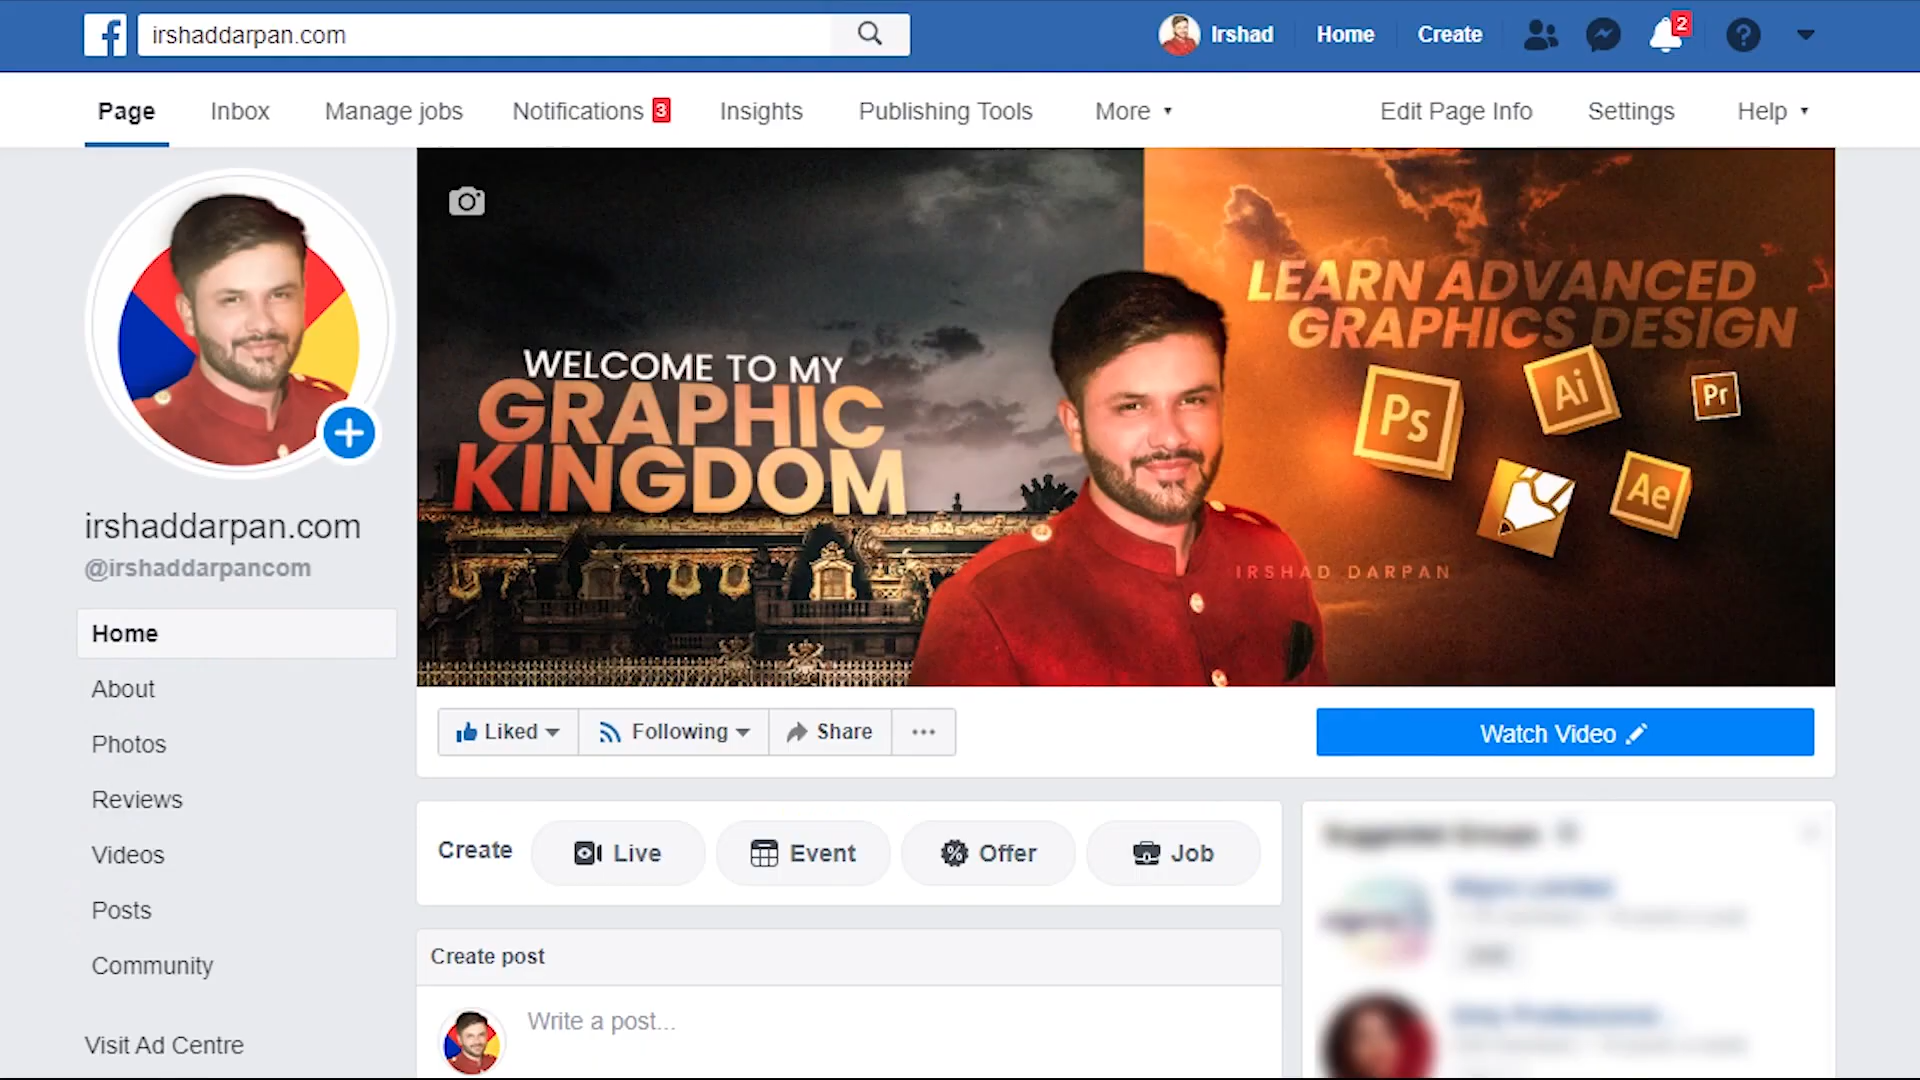 irshaddarpan.com
Irshad
Home
Create
2
Page
Inbox
Manage jobs
Notifications 3
Insights
Publishing Tools
More
Edit Page Info
Settings
Help
WELCOME TO MY
GRAPHIC
KINGDOM
LEARN ADVANCED
GRAPHICS DESIGN
Ps
Ai
Pr
Ae
IRSHAD DARPAN
irshaddarpan.com
@irshaddarpancom
Home
About
Photos
Reviews
Videos
Posts
Community
Visit Ad Centre
Liked
Following
Share
Watch Video
Create
Live
Event
Offer
Job
Create post
Write a post...